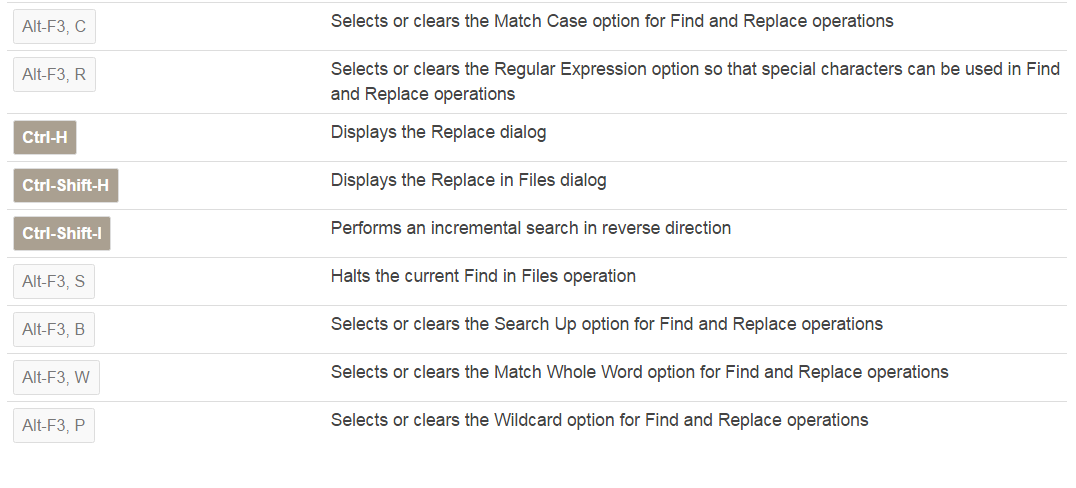 Alt-F3, C Selects or clears the Match Case option for Find and Replace operations
Alt-F3, R Selects or clears the Regular Expression option so that special characters can be used in Find
and Replace operations
Ctrl-H Displays the Replace dialog
Ctrl-Shift-H Displays the Replace in Files dialog
Ctrl-Shift-I Performs an incremental search in reverse direction
Alt-F3, S Halts the current Find in Files operation
Alt-F3, B Selects or clears the Search Up option for Find and Replace operations
Alt-F3, W Selects or clears the Match Whole Word option for Find and Replace operations
Alt-F3, P Selects or clears the Wildcard option for Find and Replace operations